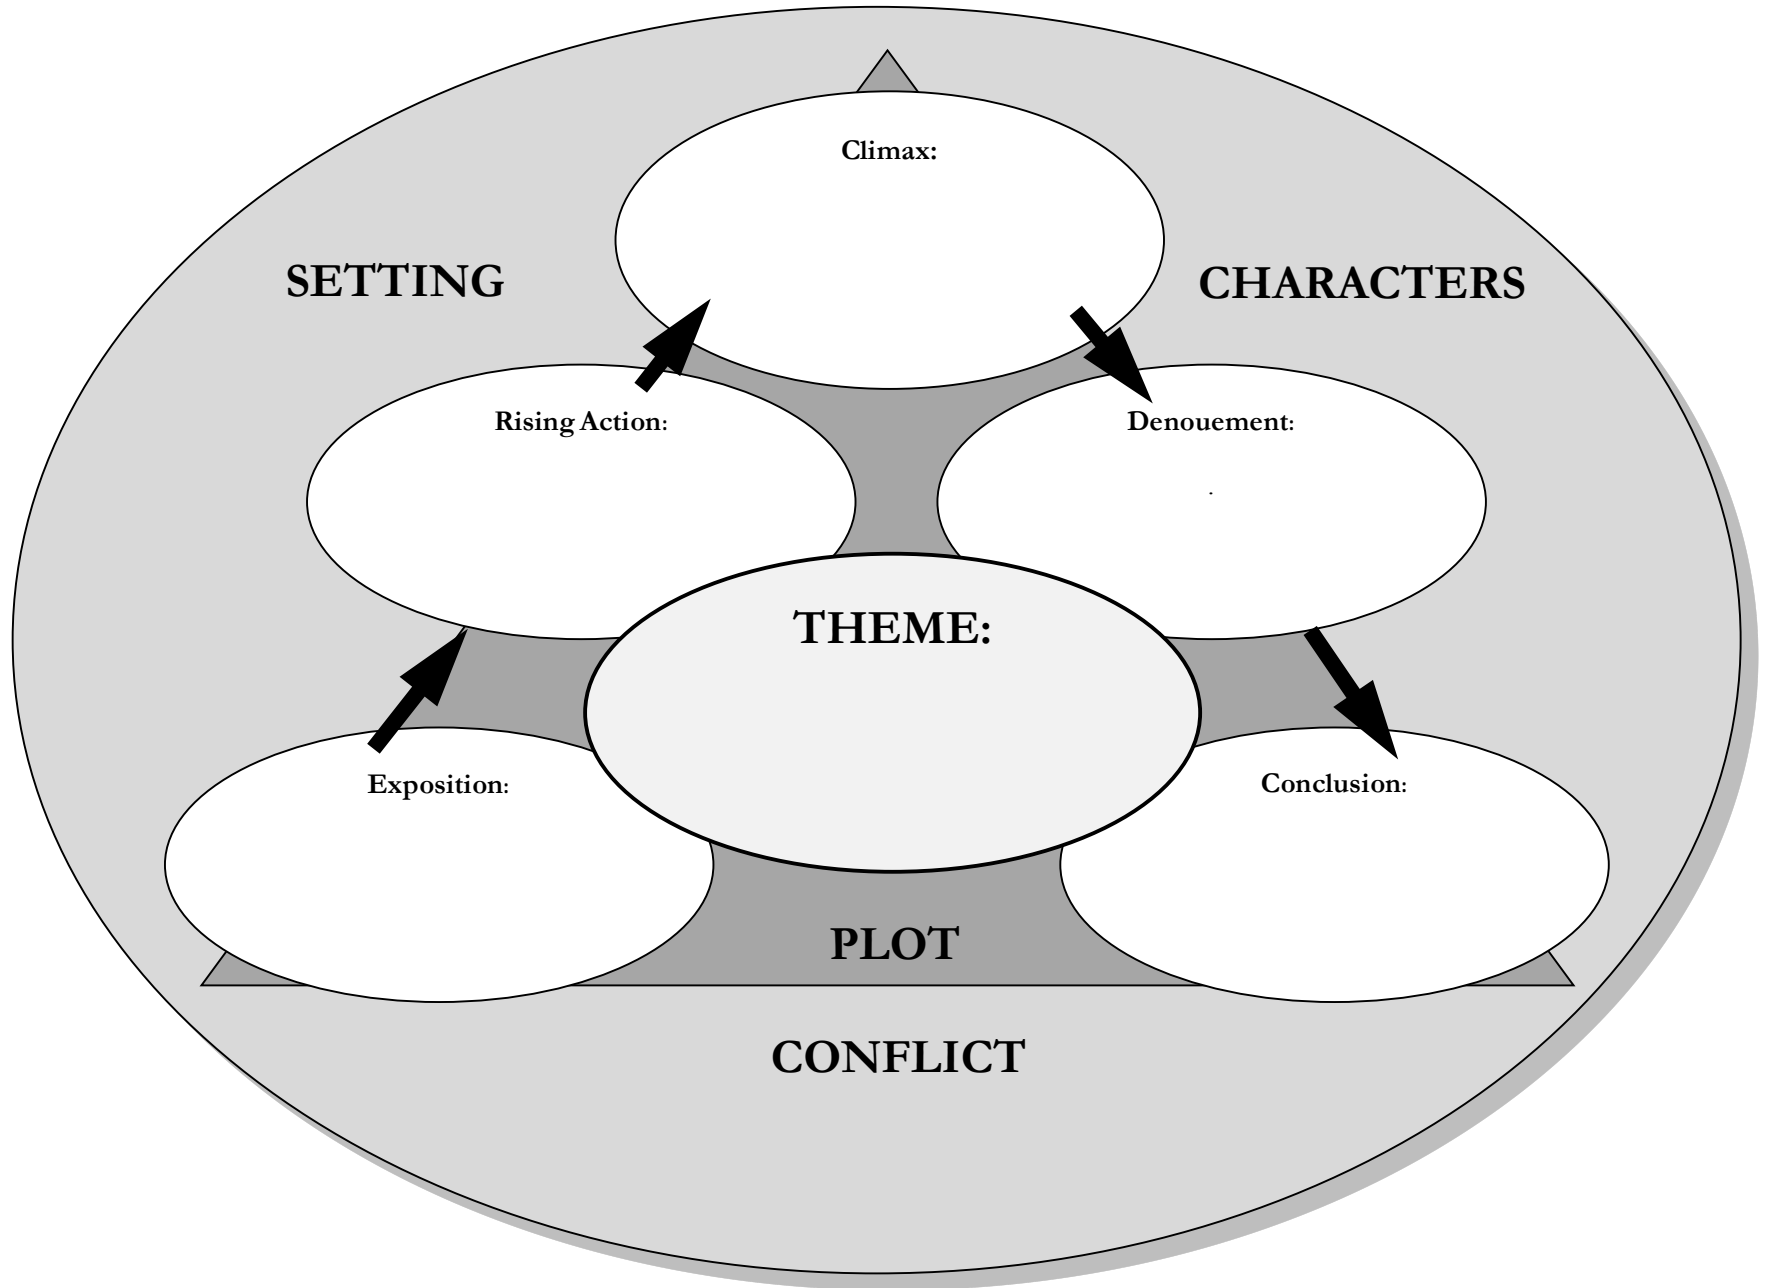 Climax:
SETTING
CHARACTERS
Rising Action:
Denouement:
.
THEME:
Exposition:
Conclusion:
PLOT
CONFLICT